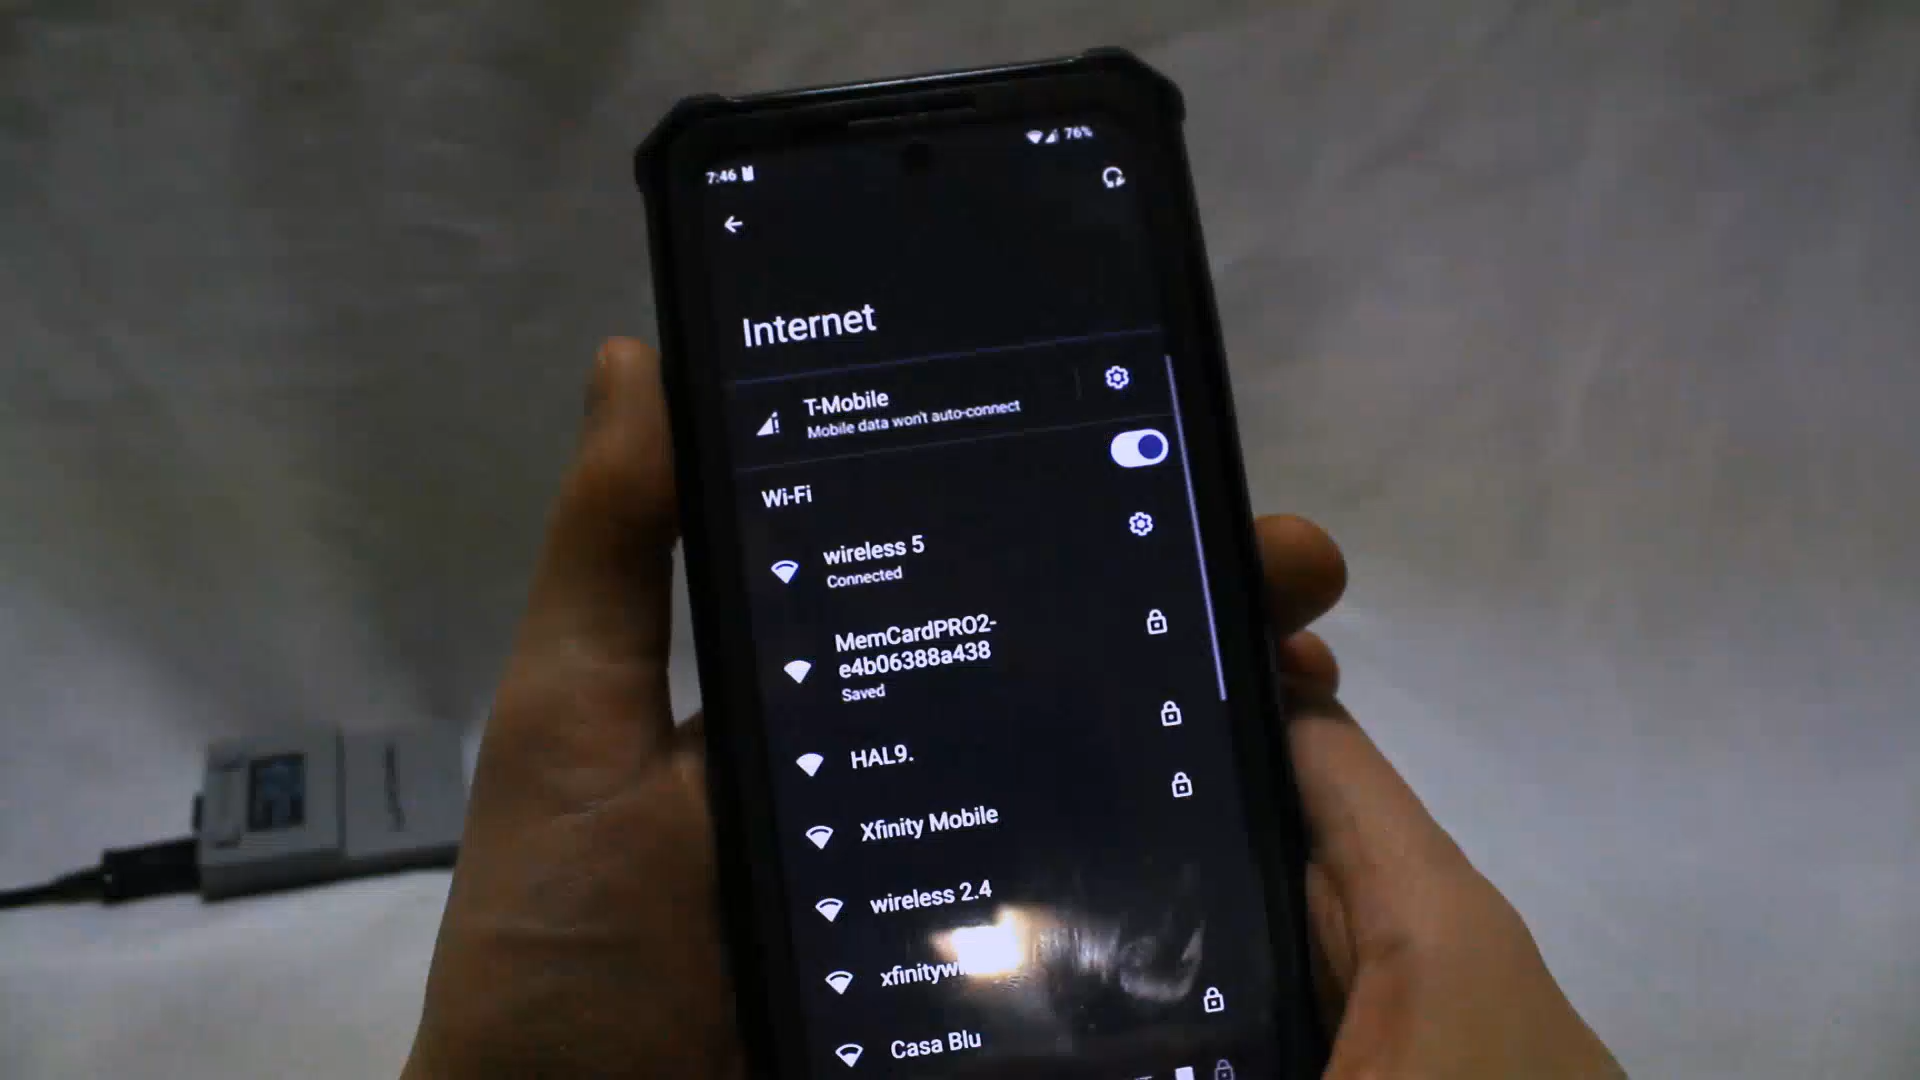 7:46
76%
Internet
T-Mobile
Mobile data won't auto-connect
Wi-Fi
wireless 5
Connected
MemCardPRO2-
e4b06388a438
Saved
HAL9.
Xfinity Mobile
wireless 2.4
Casa Blu